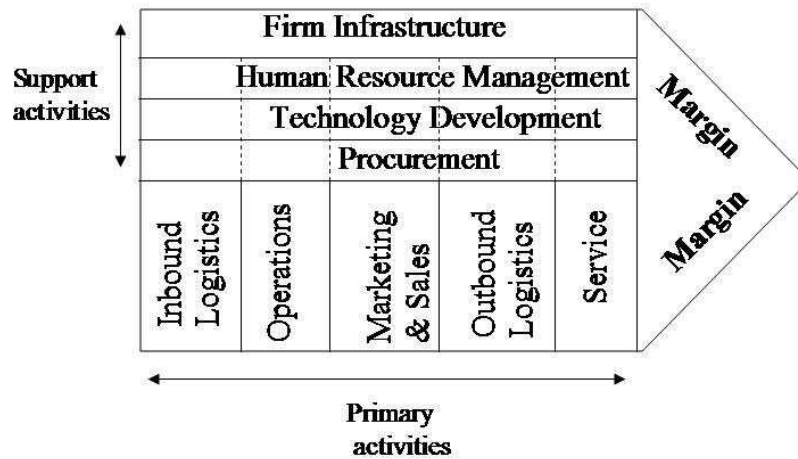 Firm Infrastructure
Support
activities
Human Resource Management
Technology Development
Procurement
Margin
Margin
Inbound
Logistics
Operations
Marketing
& Sales
Outbound
Logistics
Service
Primary
activities